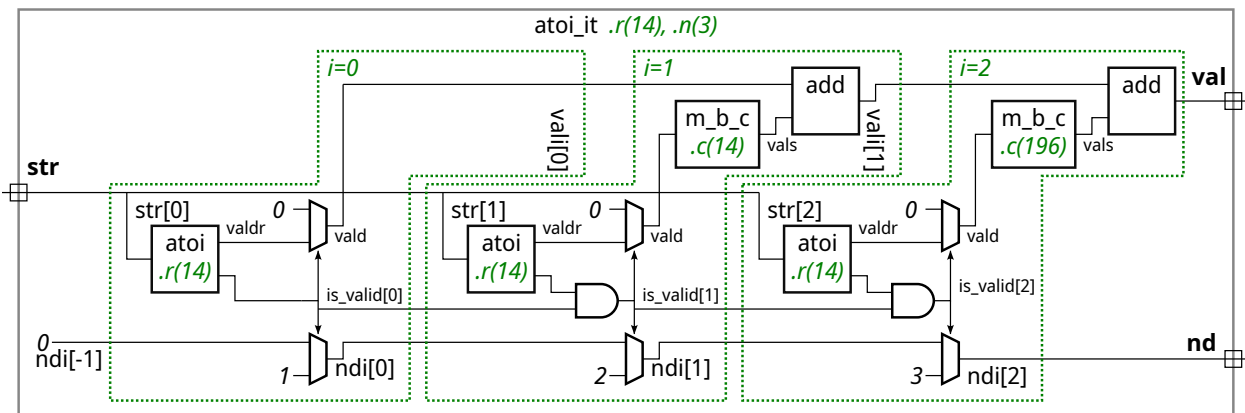 atoi_it .r(14), .n(3)
i=0
i=1
i=2
val
add
add
m_b_c
.c(14)
vals
m_b_c
.c(196)
vals
vali[0]
vali[1]
str
str[0]
0
valdr
vald
atoi
.r(14)
is_valid[0]
str[1]
0
valdr
vald
atoi
.r(14)
is_valid[1]
str[2]
0
valdr
vald
atoi
.r(14)
is_valid[2]
0
ndi[-1]
1
ndi[0]
2
ndi[1]
3
ndi[2]
nd